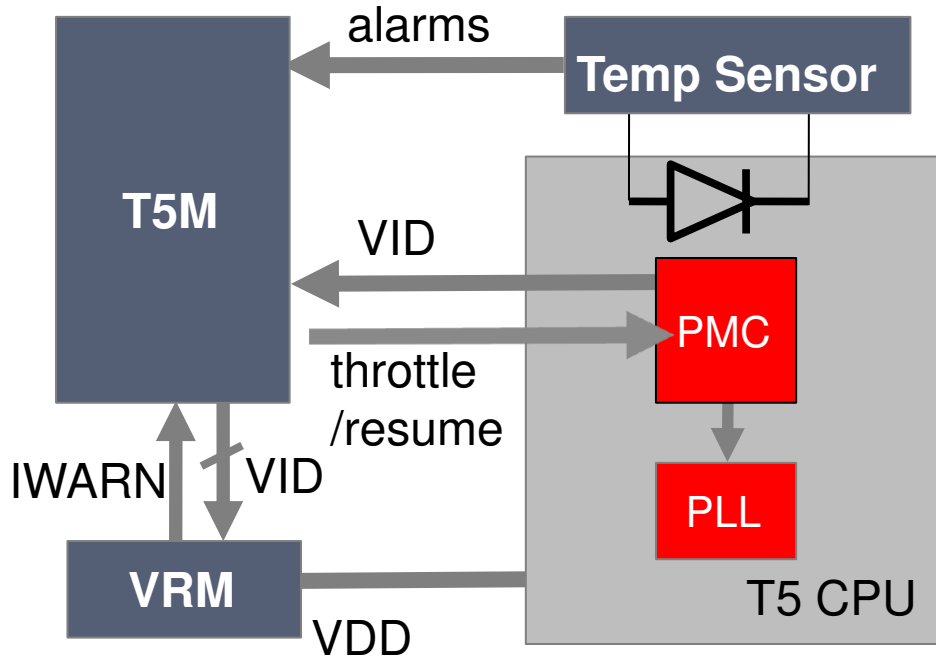 alarms
Temp Sensor
T5M
VID
PMC
throttle
/resume
IWARN
VID
PLL
VRM
T5 CPU
VDD